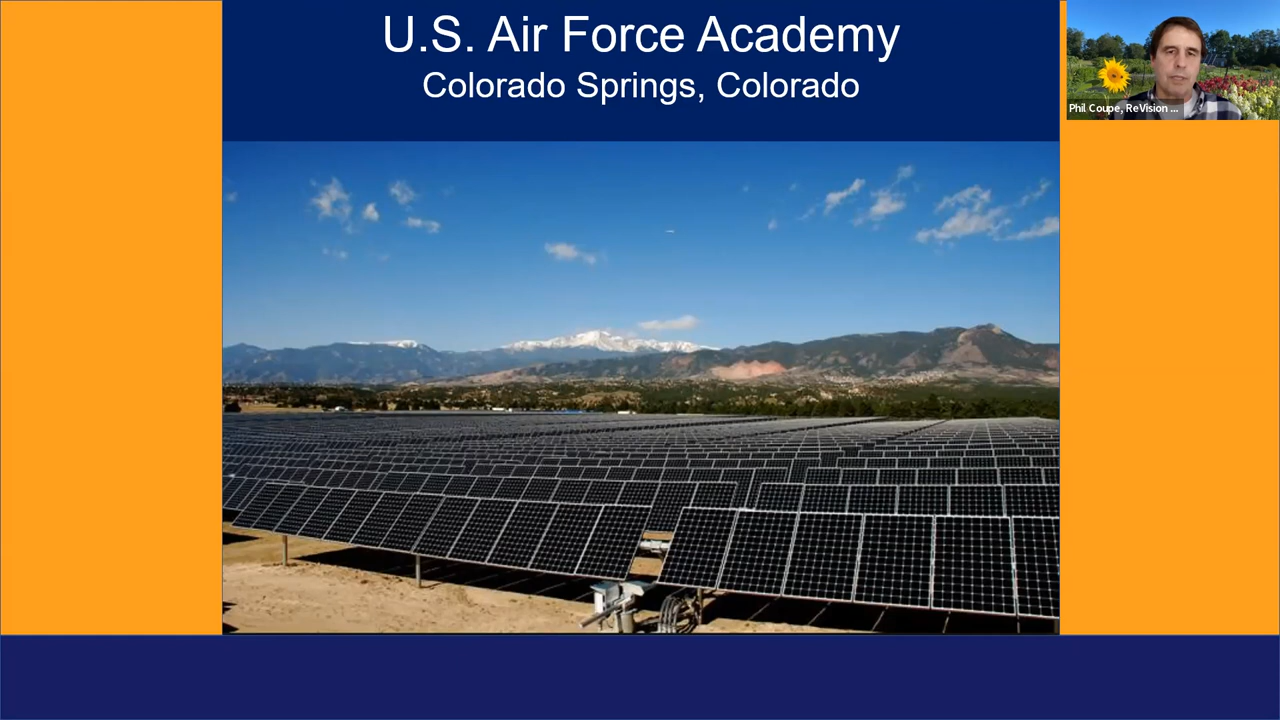 U.S. Air Force Academy
Colorado Springs, Colorado
Phil Coupe, ReVision ...